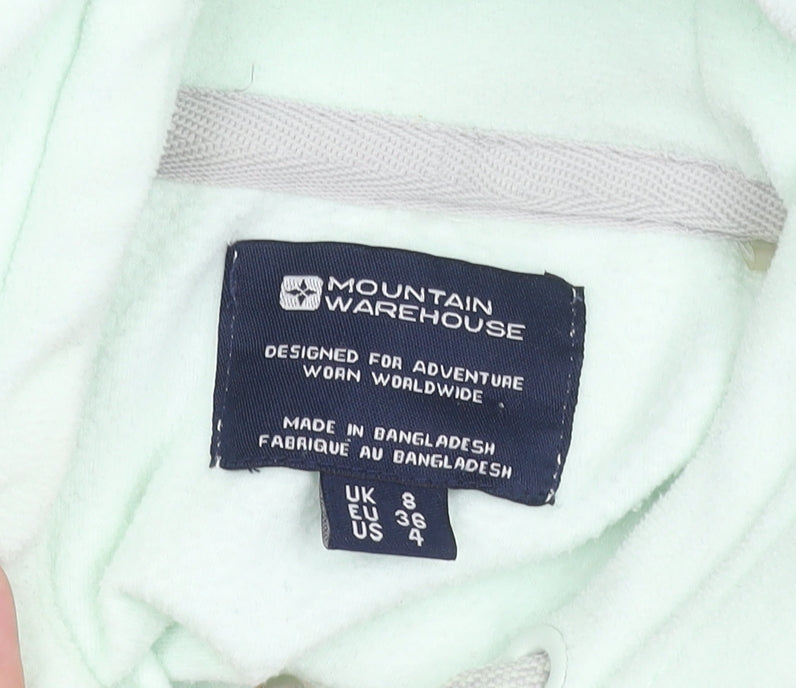 MOUNTAIN
WAREHOUSE
DESIGNED FOR ADVENTURE
WORN WORLDWIDE
MADE IN BANGLADESH
FABRIQUÉ AU BANGLADESH
UK 8
EU 36
US 4